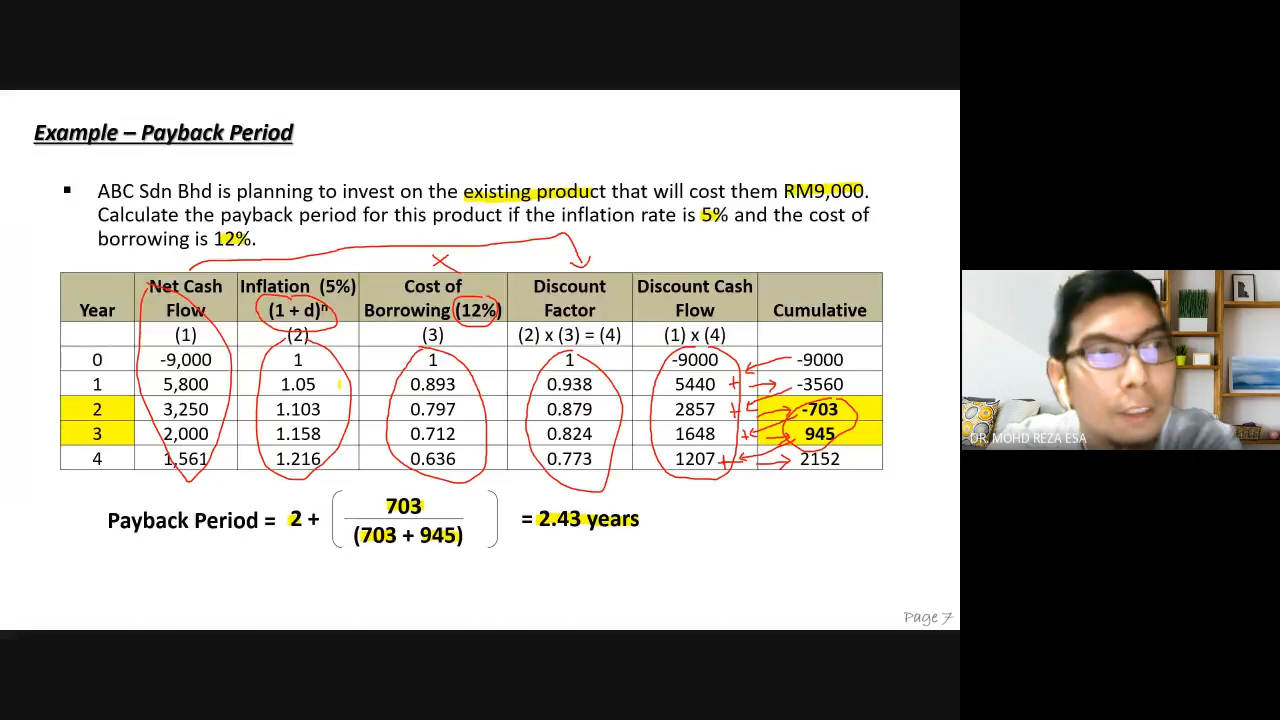 Example – Payback Period
▪ ABC Sdn Bhd is planning to invest on the existing product that will cost them RM9,000.
Calculate the payback period for this product if the inflation rate is 5% and the cost of
borrowing is 12%.
Year | Net Cash Flow | Inflation (5%) (1 + d)ⁿ | Cost of Borrowing (12%) | Discount Factor | Discount Cash Flow | Cumulative
(1) | (2) | (3) | (2) x (3) = (4) | (1) x (4)
0 | -9,000 | 1 | 1 | 1 | -9000 | -9000
1 | 5,800 | 1.05 | 0.893 | 0.938 | 5440 | -3560
2 | 3,250 | 1.103 | 0.797 | 0.879 | 2857 | -703
3 | 2,000 | 1.158 | 0.712 | 0.824 | 1648 | 945
4 | 1,561 | 1.216 | 0.636 | 0.773 | 1207 | 2152
Payback Period = 2 + ( 703 / (703 + 945) ) = 2.43 years
Page 7
DR. MOHD REZA ESA